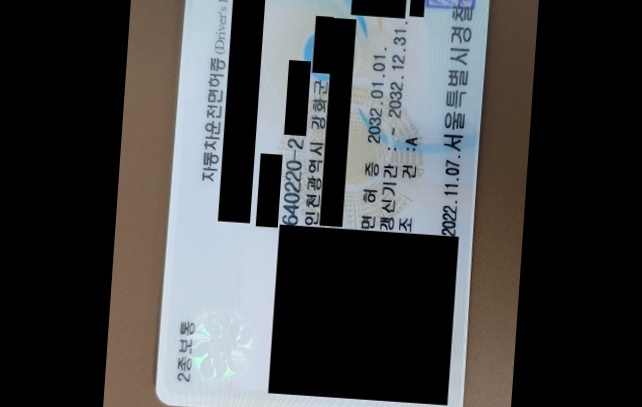 2종보통
자동차운전면허증 (Driver's
640220-2
인천광역시 강화군
면 허 증 2032.01.01.
갱신기간 : ~ 2032.12.31.
조 건 :A
2022.11.07. 서울특별시경찰